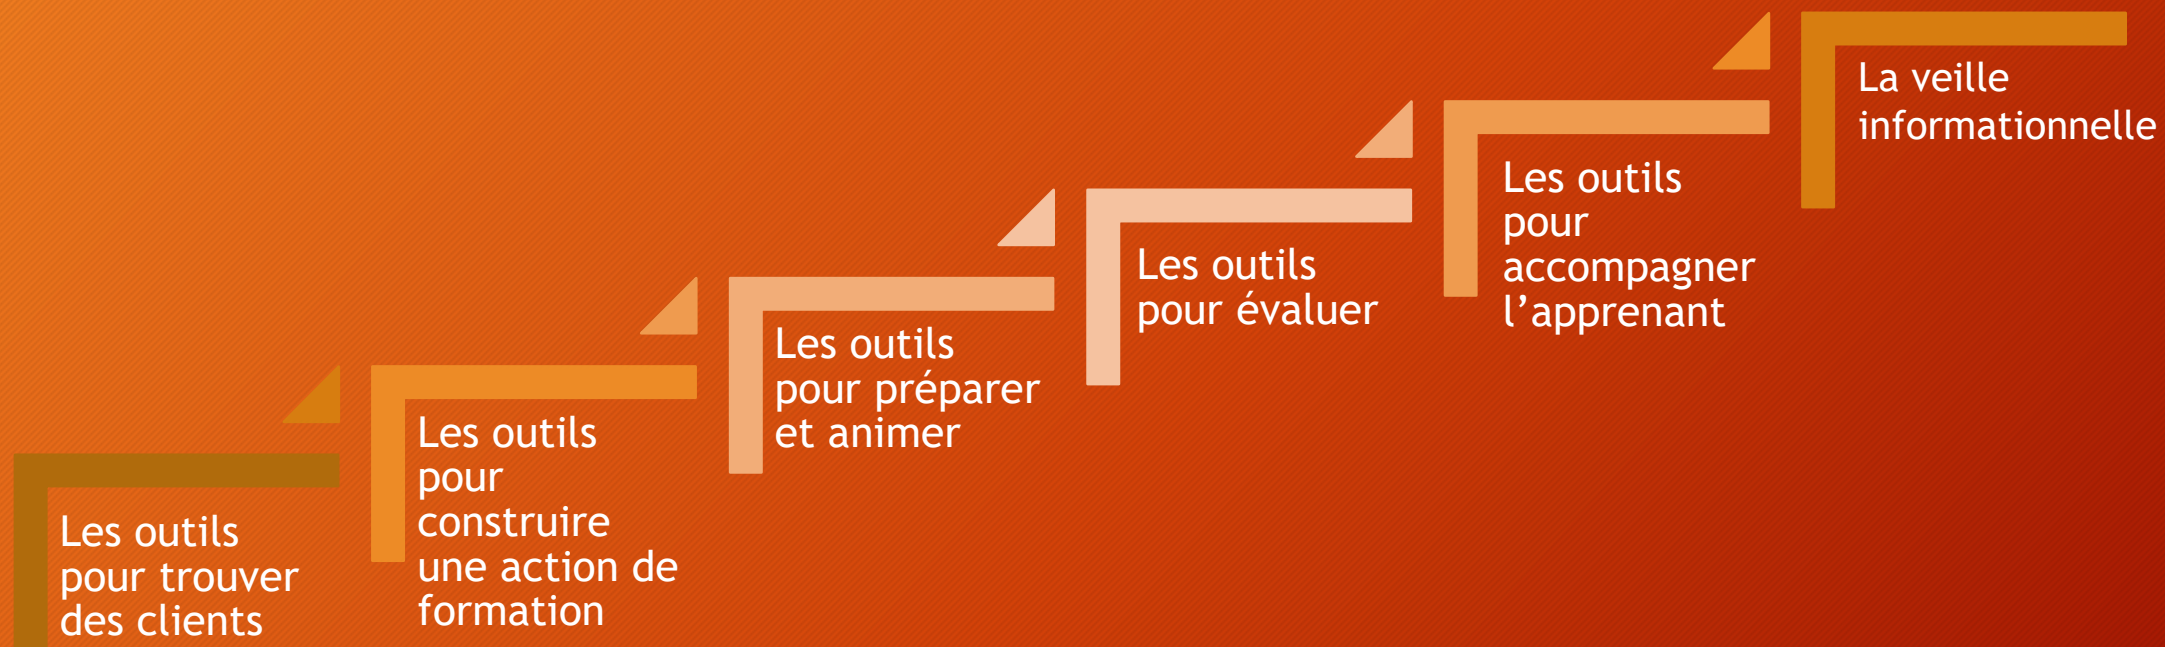 Les outils
pour trouver
des clients
Les outils
pour
construire
une action de
formation
Les outils
pour préparer
et animer
Les outils
pour évaluer
Les outils
pour
accompagner
l’apprenant
La veille
informationnelle